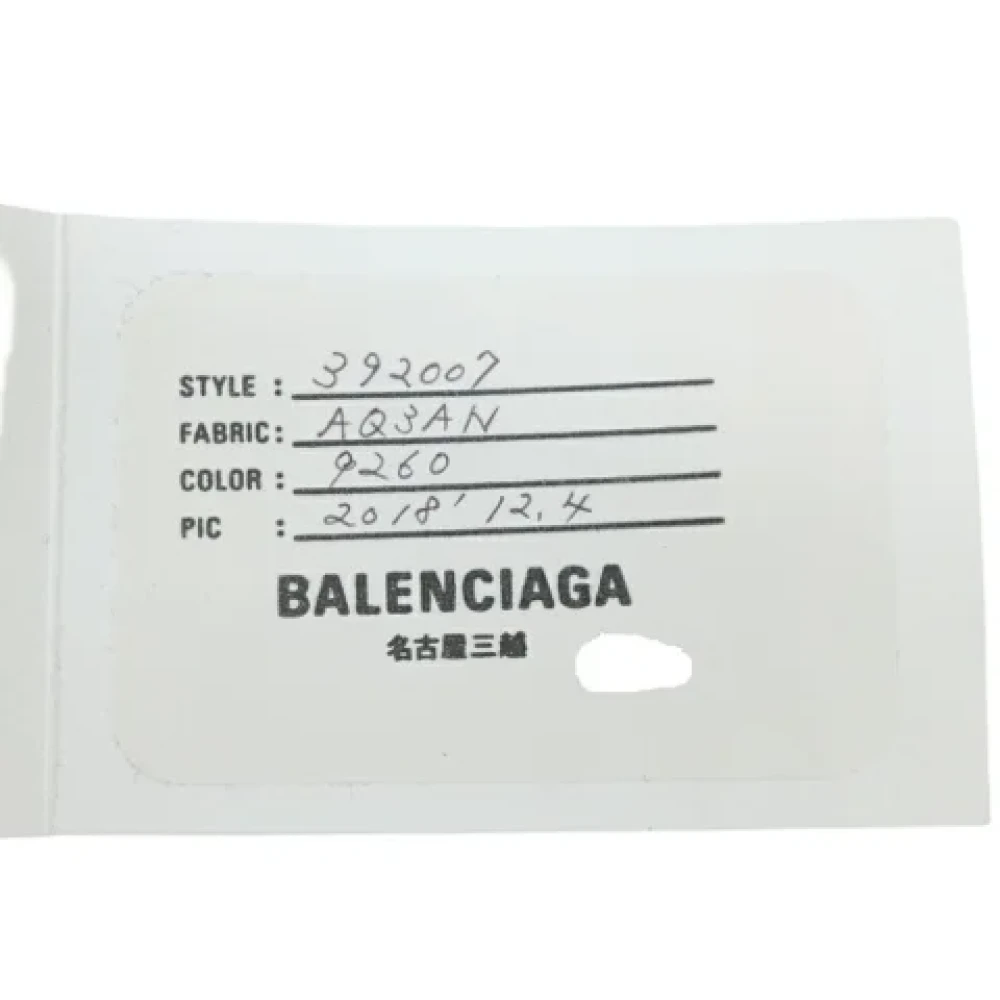 STYLE : 392007
FABRIC: AQ3AN
COLOR : 9260
PIC : 2018' 12.4
BALENCIAGA
名古屋三越